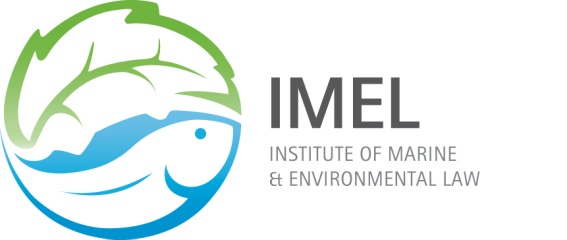 IMEL
INSTITUTE OF MARINE
& ENVIRONMENTAL LAW